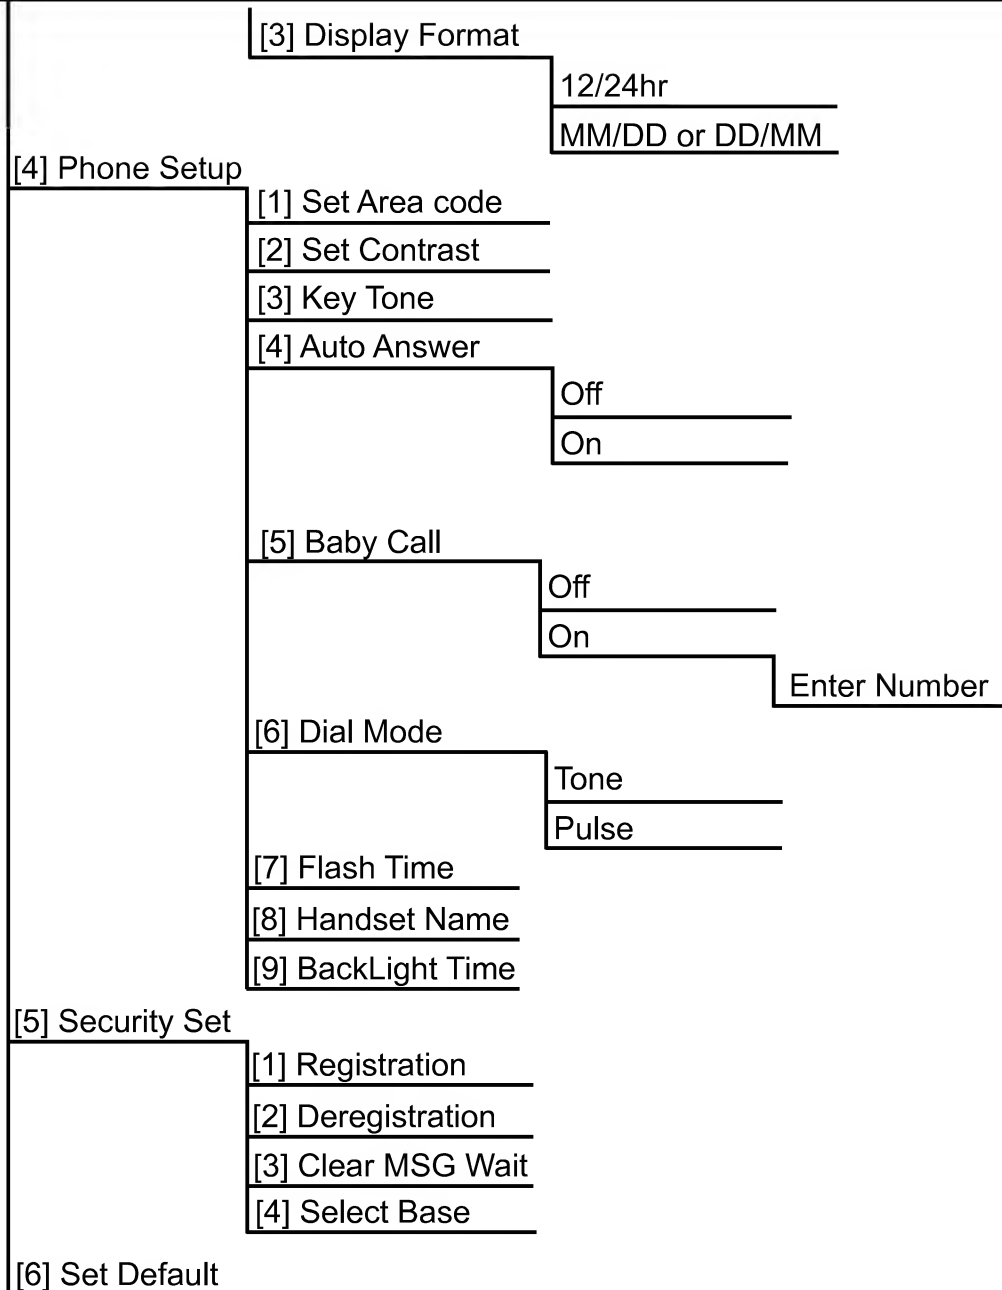 [3] Display Format
12/24hr
MM/DD or DD/MM
[4] Phone Setup
[1] Set Area code
[2] Set Contrast
[3] Key Tone
[4] Auto Answer
Off
On
[5] Baby Call
Off
On
Enter Number
[6] Dial Mode
Tone
Pulse
[7] Flash Time
[8] Handset Name
[9] BackLight Time
[5] Security Set
[1] Registration
[2] Deregistration
[3] Clear MSG Wait
[4] Select Base
[6] Set Default